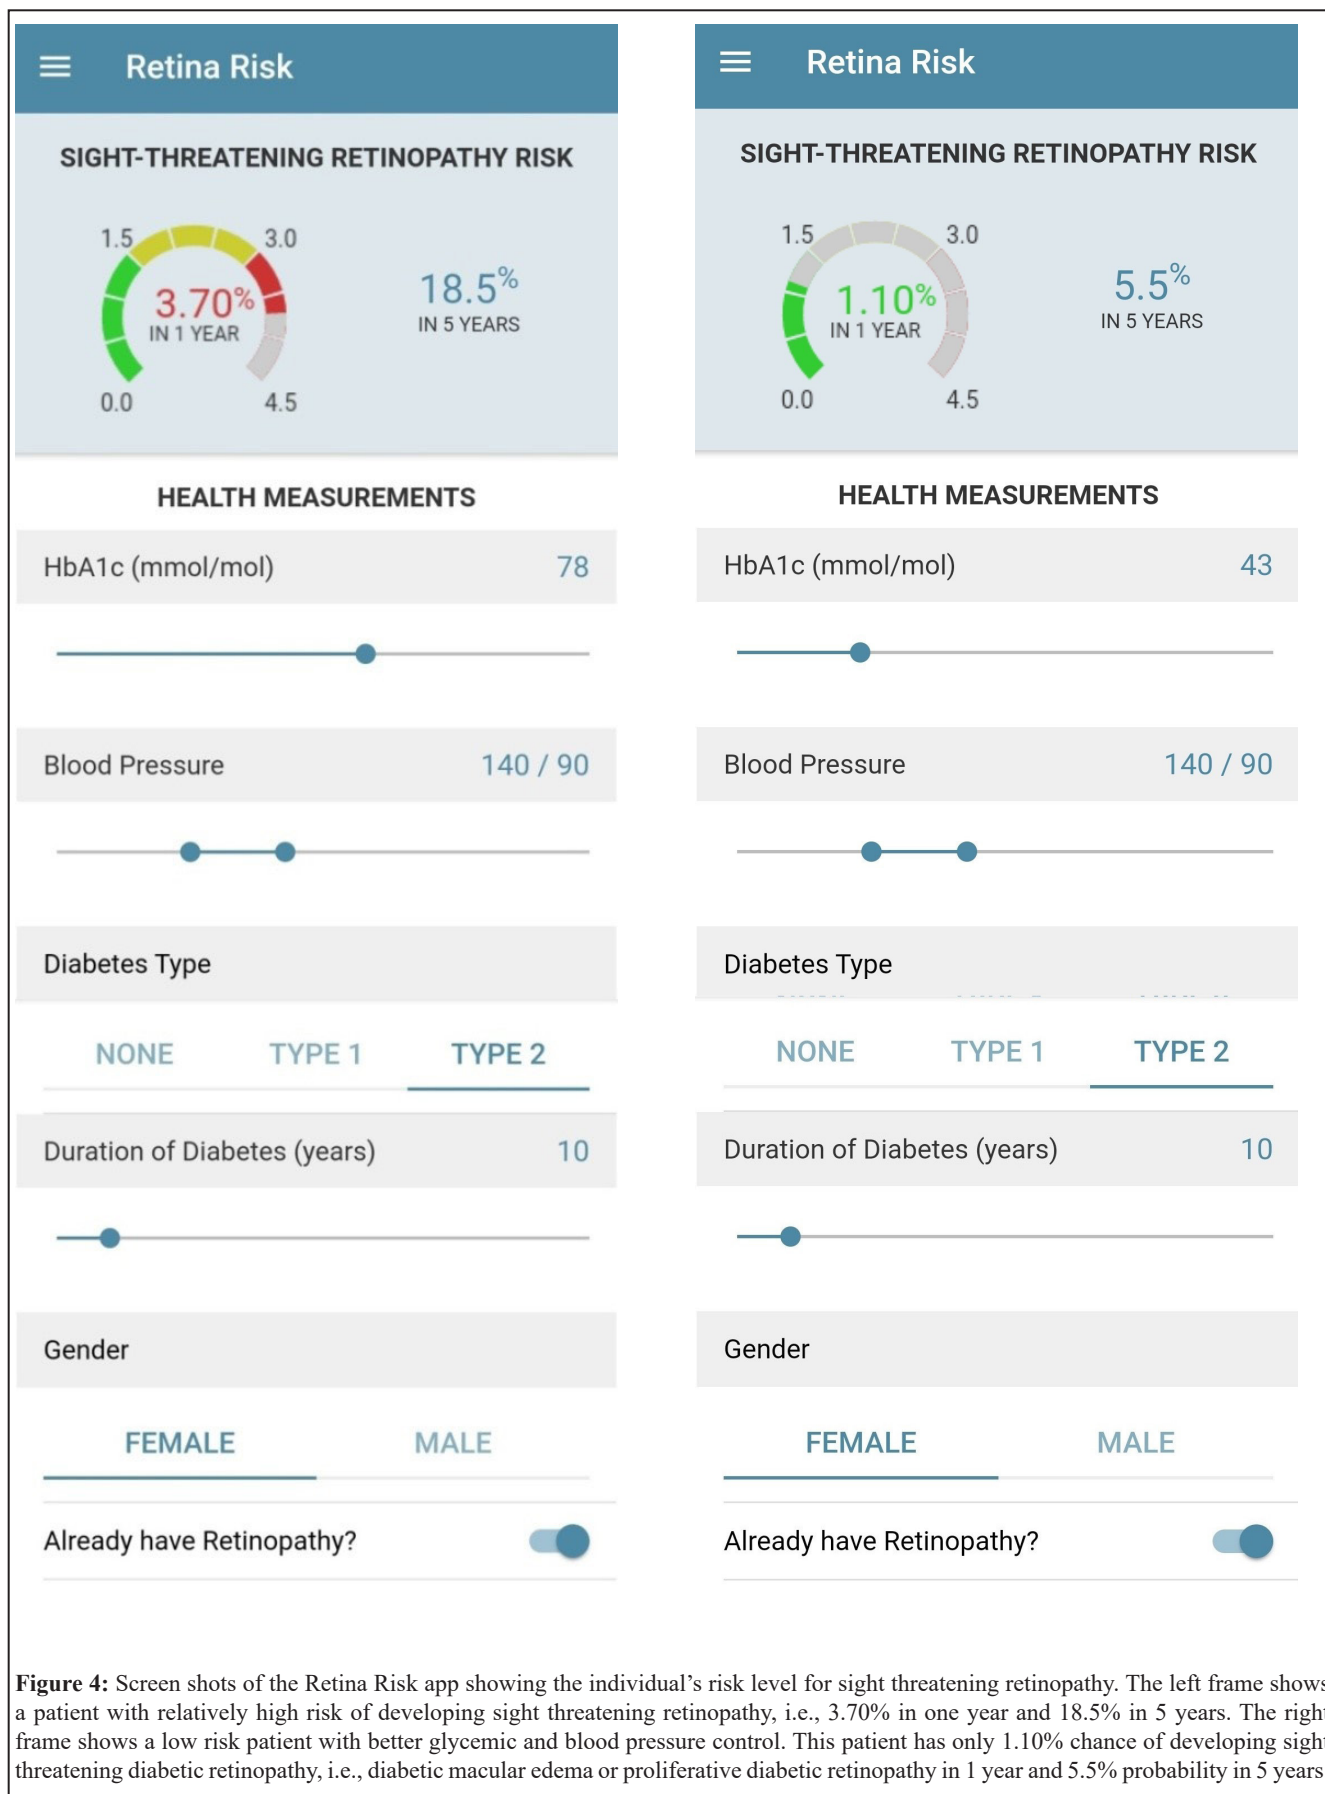 Retina Risk
SIGHT-THREATENING RETINOPATHY RISK
1.5
3.0
3.70%
IN 1 YEAR
0.0
4.5
18.5%
IN 5 YEARS
HEALTH MEASUREMENTS
HbA1c (mmol/mol) 78
Blood Pressure 140 / 90
Diabetes Type
NONE TYPE 1 TYPE 2
Duration of Diabetes (years) 10
Gender
FEMALE MALE
Already have Retinopathy?
Retina Risk
SIGHT-THREATENING RETINOPATHY RISK
1.5
3.0
1.10%
IN 1 YEAR
0.0
4.5
5.5%
IN 5 YEARS
HEALTH MEASUREMENTS
HbA1c (mmol/mol) 43
Blood Pressure 140 / 90
Diabetes Type
NONE TYPE 1 TYPE 2
Duration of Diabetes (years) 10
Gender
FEMALE MALE
Already have Retinopathy?
Figure 4: Screen shots of the Retina Risk app showing the individual's risk level for sight threatening retinopathy. The left frame shows
a patient with relatively high risk of developing sight threatening retinopathy, i.e., 3.70% in one year and 18.5% in 5 years. The right
frame shows a low risk patient with better glycemic and blood pressure control. This patient has only 1.10% chance of developing sight
threatening diabetic retinopathy, i.e., diabetic macular edema or proliferative diabetic retinopathy in 1 year and 5.5% probability in 5 years